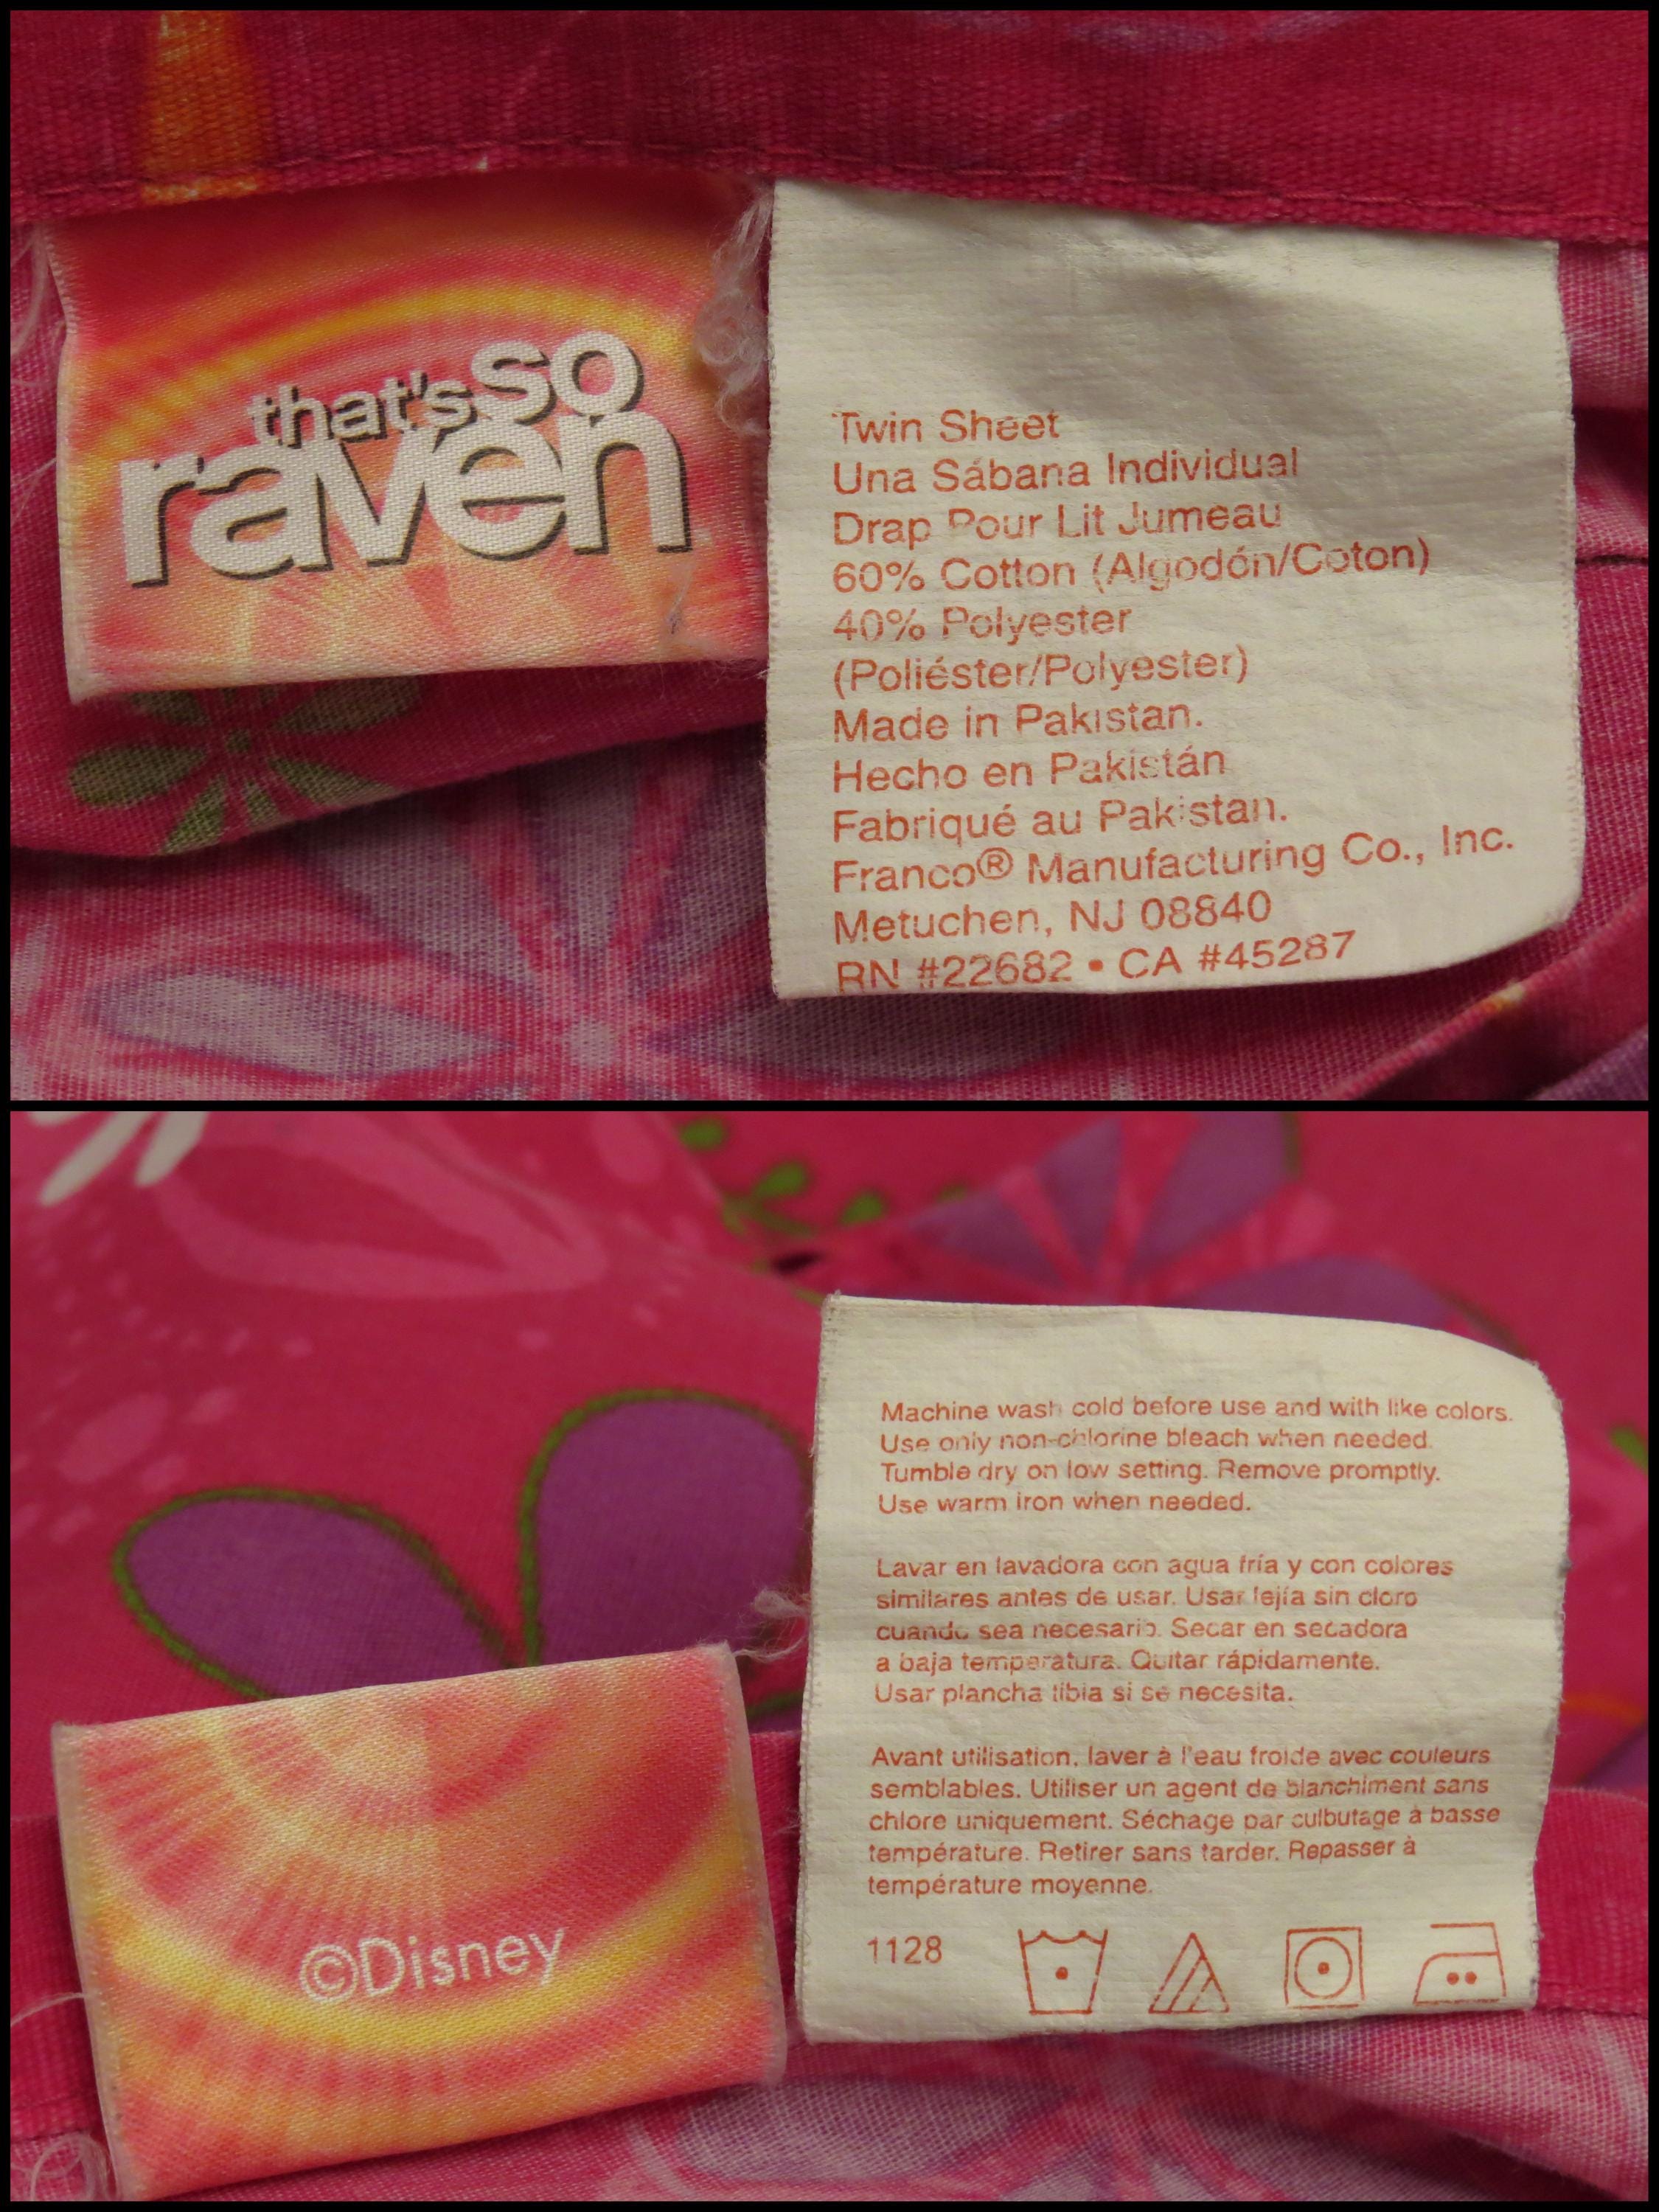 that's so
raven
Twin Sheet
Una Sábana Individual
Drap Pour Lit Jumeau
60% Cotton (Algodón/Coton)
40% Polyester
(Poliéster/Polyester)
Made in Pakistan.
Hecho en Pakistán
Fabriqué au Pakistan.
Franco® Manufacturing Co., Inc.
Metuchen, NJ 08840
RN #22682 • CA #45287
Machine wash cold before use and with like colors.
Use only non-chlorine bleach when needed.
Tumble dry on low setting. Remove promptly.
Use warm iron when needed.
Lavar en lavadora con agua fría y con colores
similares antes de usar. Usar lejía sin cloro
cuando sea necesario. Secar en secadora
a baja temperatura. Quitar rápidamente.
Usar plancha tibia si se necesita.
Avant utilisation, laver à l'eau froide avec couleurs
semblables. Utiliser un agent de blanchiment sans
chlore uniquement. Séchage par culbutage à basse
température. Retirer sans tarder. Repasser à
température moyenne.
1128
©Disney